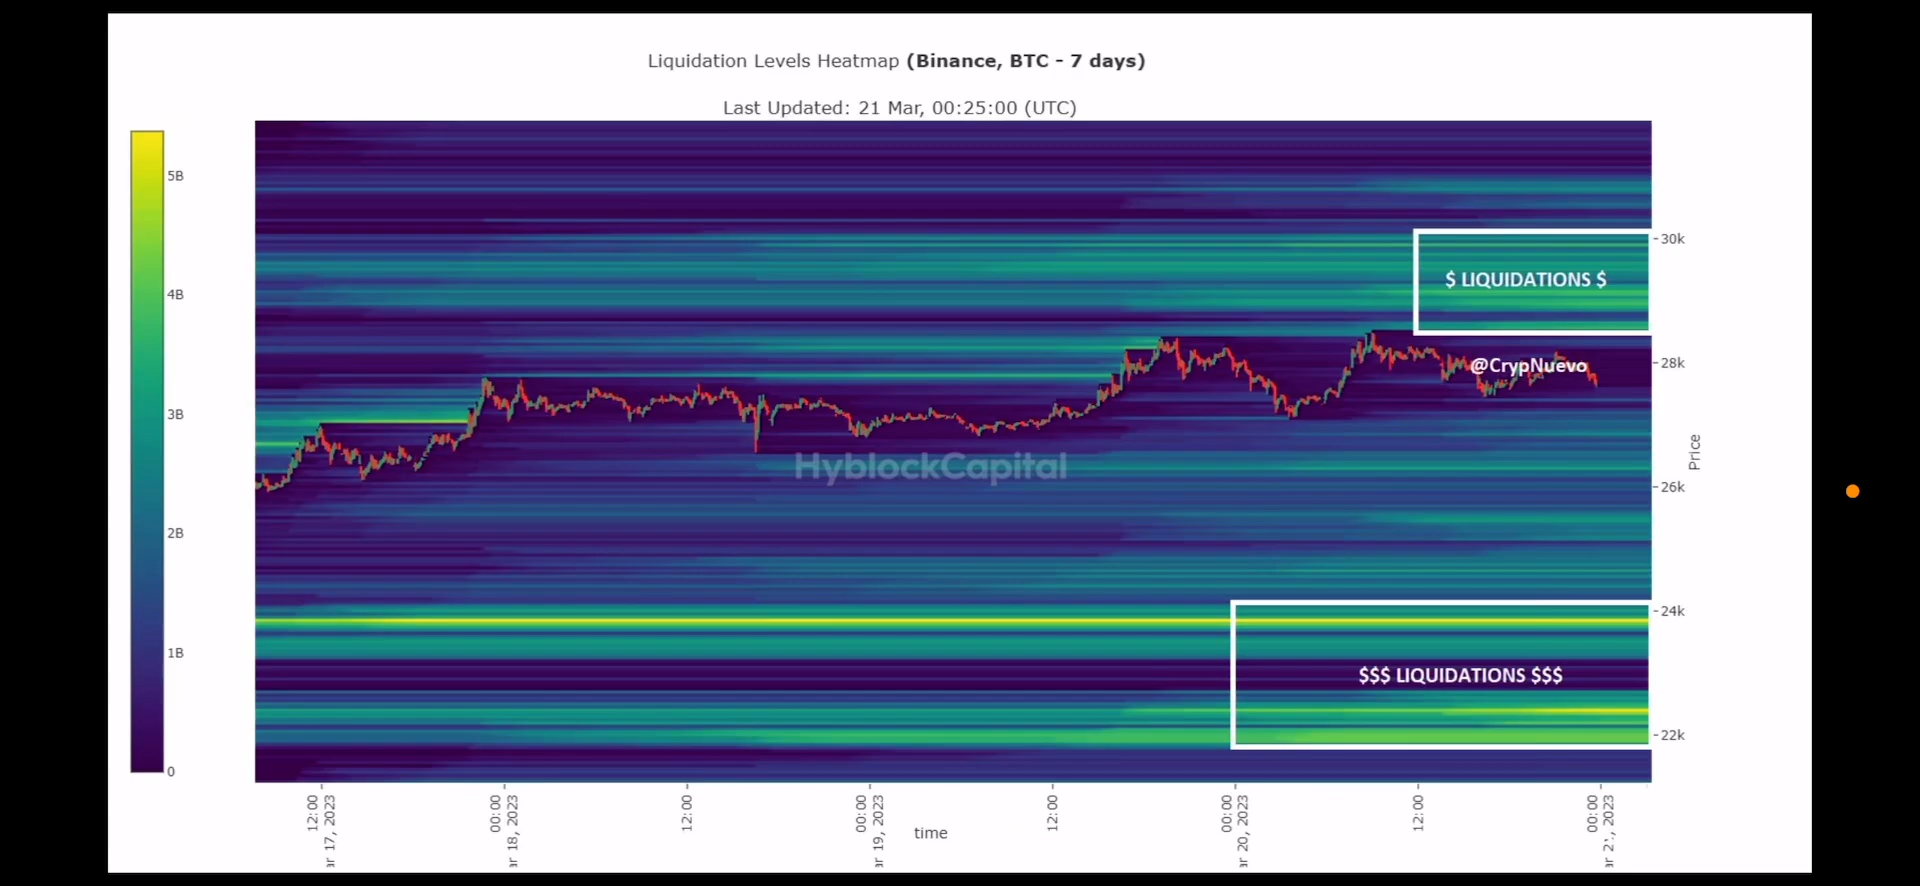 Liquidation Levels Heatmap (Binance, BTC - 7 days)
Last Updated: 21 Mar, 00:25:00 (UTC)
5B
4B
3B
2B
1B
0
30k
28k
26k
24k
22k
Price
$ LIQUIDATIONS $
@CrypNuevo
HyblockCapital
$$$ LIQUIDATIONS $$$
12:00
ar 17, 2023
00:00
ar 18, 2023
12:00
00:00
ar 19, 2023
12:00
00:00
ar 20, 2023
12:00
00:00
2023
time